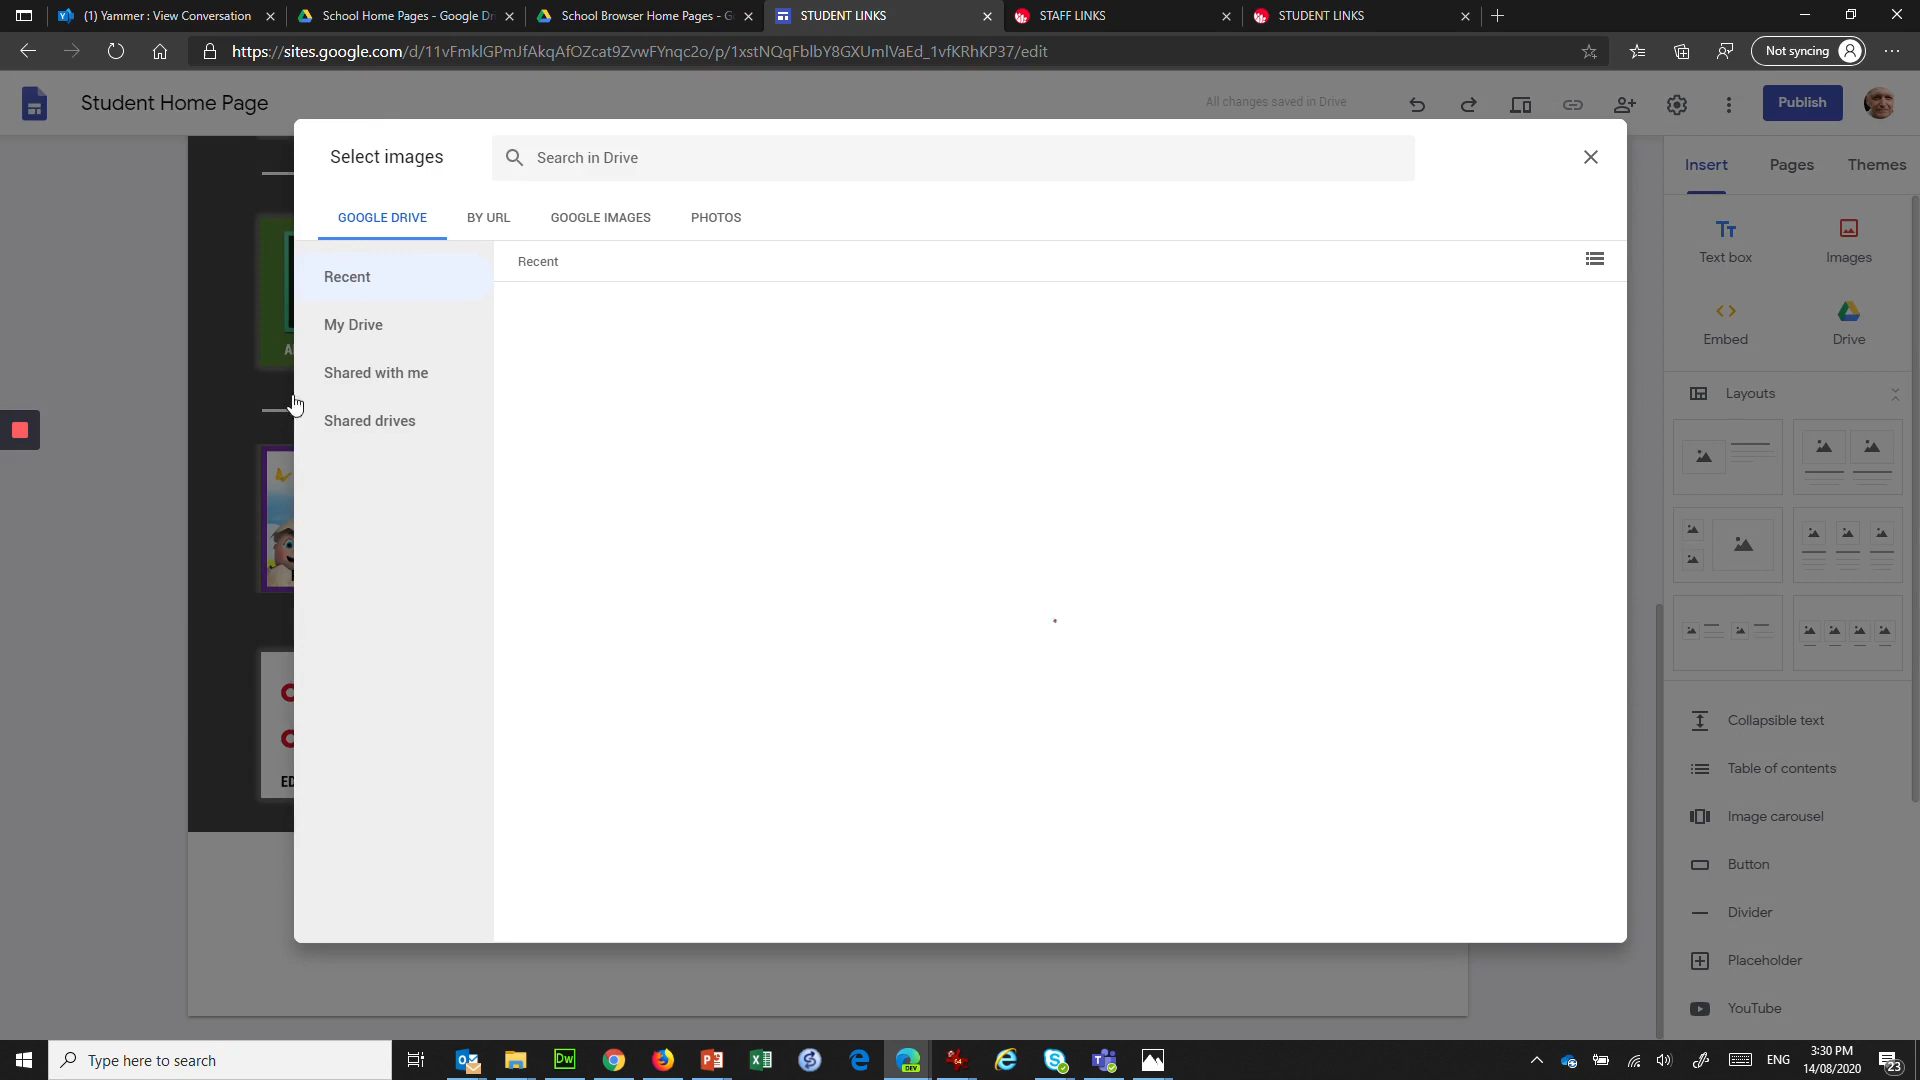 (1) Yammer : View Conversation
School Home Pages - Google Dr
School Browser Home Pages - G
STUDENT LINKS
STAFF LINKS
STUDENT LINKS
https://sites.google.com/d/11vFmklGPmJfAkqAfOZcat9ZvwFYnqc2o/p/1xstNQqFblbY8GXUmlVaEd_1vfKRhKP37/edit
Not syncing
Student Home Page
All changes saved in Drive
Publish
Select images
Search in Drive
GOOGLE DRIVE
BY URL
GOOGLE IMAGES
PHOTOS
Recent
My Drive
Shared with me
Shared drives
Recent
Insert
Pages
Themes
Text box
Images
Embed
Drive
Layouts
Collapsible text
Table of contents
Image carousel
Button
Divider
Placeholder
YouTube
ED
Type here to search
Dw
DEV
ENG
3:30 PM
14/08/2020
23